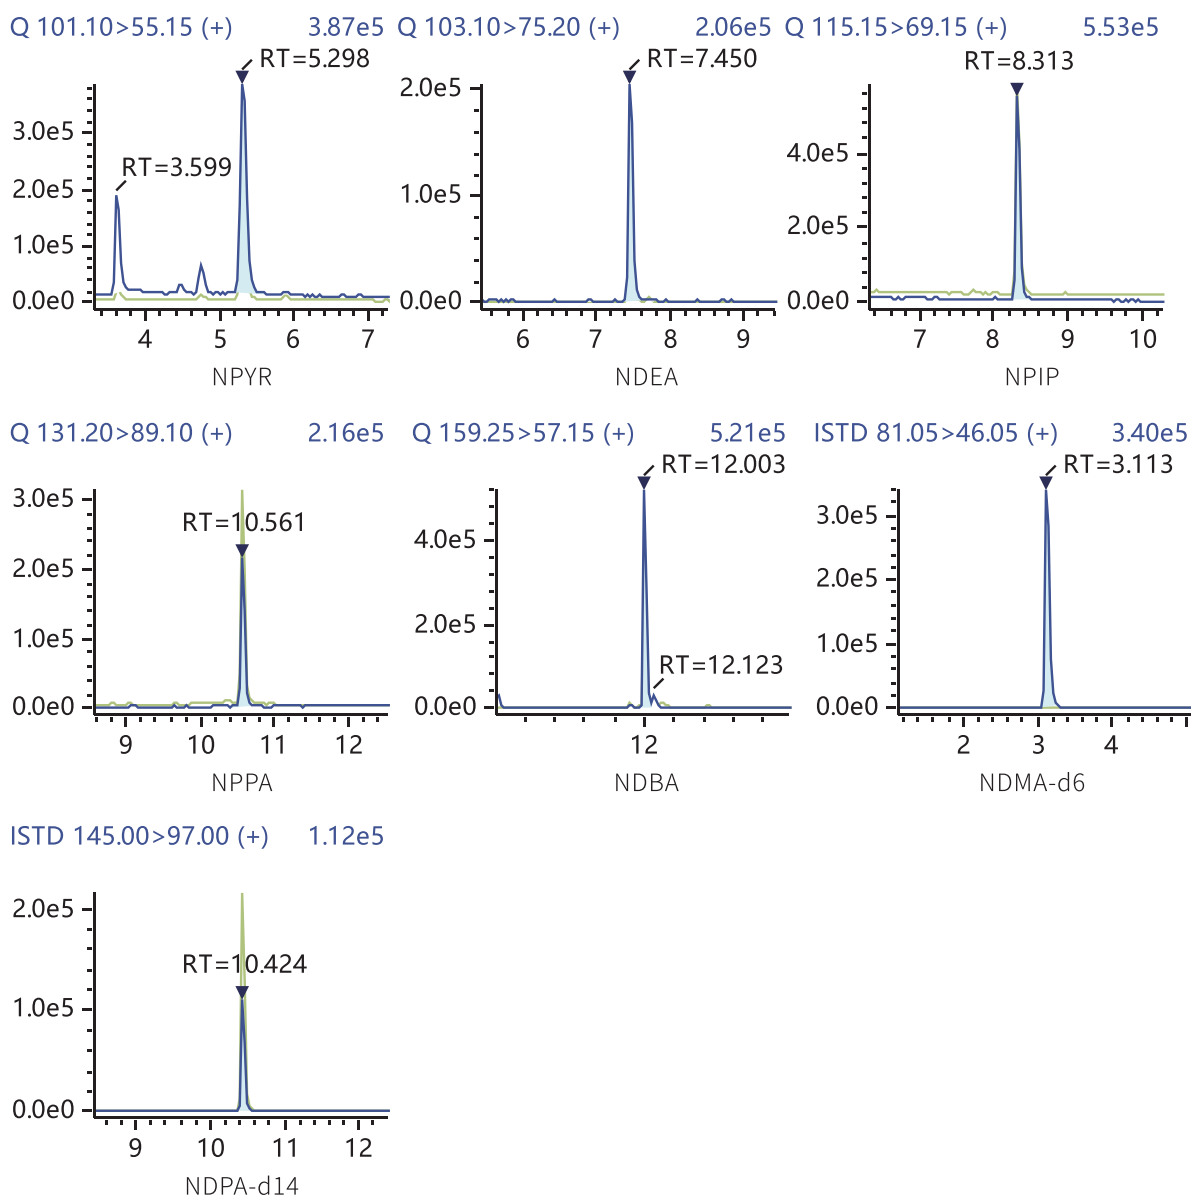 Q 101.10>55.15 (+) 3.87e5
RT=5.298
RT=3.599
3.0e5
2.0e5
1.0e5
0.0e0
4 5 6 7
NPYR
Q 103.10>75.20 (+) 2.06e5
RT=7.450
2.0e5
1.0e5
0.0e0
6 7 8 9
NDEA
Q 115.15>69.15 (+) 5.53e5
RT=8.313
4.0e5
2.0e5
0.0e0
7 8 9 10
NPIP
Q 131.20>89.10 (+) 2.16e5
3.0e5
RT=10.561
2.0e5
1.0e5
0.0e0
9 10 11 12
NPPA
Q 159.25>57.15 (+) 5.21e5
RT=12.003
4.0e5
2.0e5
RT=12.123
0.0e0
12
NDBA
ISTD 81.05>46.05 (+) 3.40e5
RT=3.113
3.0e5
2.0e5
1.0e5
0.0e0
2 3 4
NDMA-d6
ISTD 145.00>97.00 (+) 1.12e5
2.0e5
RT=10.424
1.0e5
0.0e0
9 10 11 12
NDPA-d14